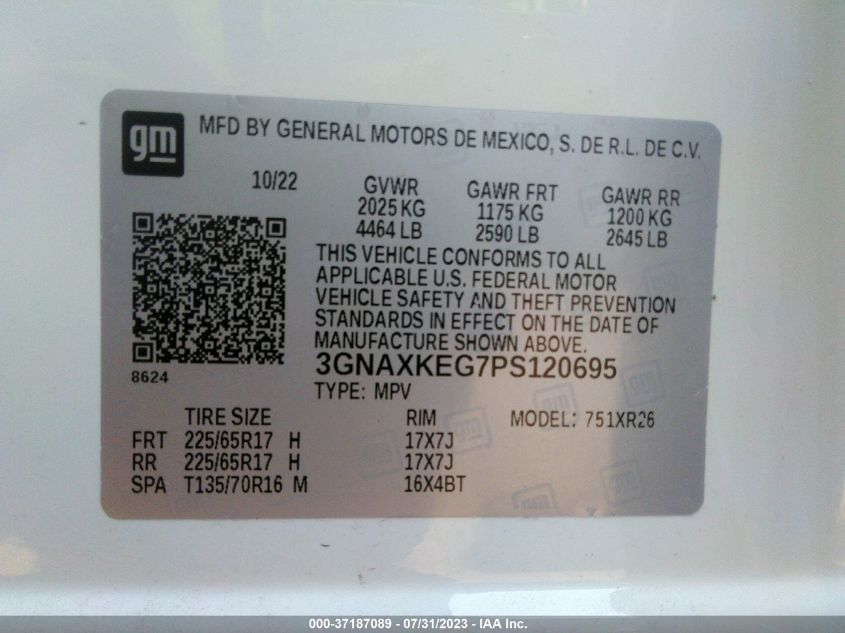 gm
MFD BY GENERAL MOTORS DE MEXICO, S. DE R.L. DE C.V.
10/22 GVWR GAWR FRT GAWR RR
2025 KG 1175 KG 1200 KG
4464 LB 2590 LB 2645 LB
THIS VEHICLE CONFORMS TO ALL
APPLICABLE U.S. FEDERAL MOTOR
VEHICLE SAFETY AND THEFT PREVENTION
STANDARDS IN EFFECT ON THE DATE OF
MANUFACTURE SHOWN ABOVE.
3GNAXKEG7PS120695
8624
TYPE: MPV
TIRE SIZE RIM MODEL: 751XR26
FRT 225/65R17 H 17X7J
RR 225/65R17 H 17X7J
SPA T135/70R16 M 16X4BT
000-37187089 - 07/31/2023 - IAA Inc.